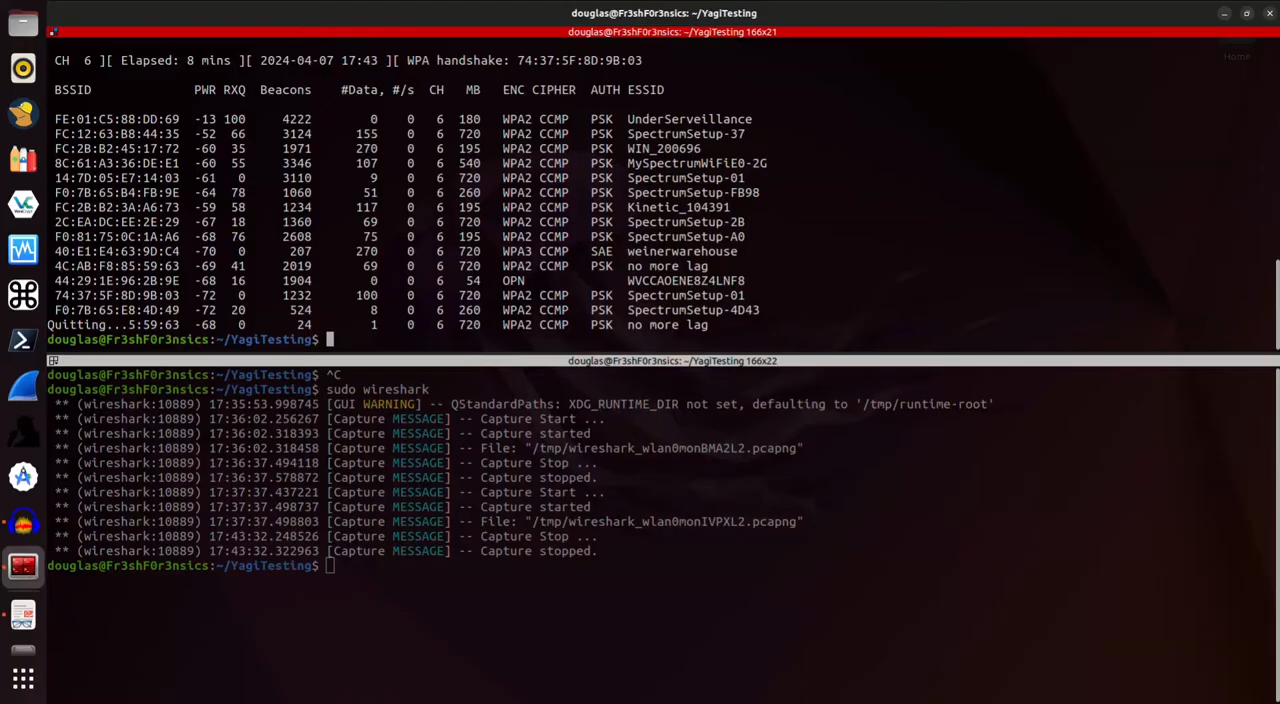 douglas@Fr3shF0r3nsics: ~/YagiTesting
douglas@Fr3shF0r3nsics: ~/YagiTesting 166x21
Home
CH 6 ][ Elapsed: 8 mins ][ 2024-04-07 17:43 ][ WPA handshake: 74:37:5F:8D:9B:03
BSSID PWR RXQ Beacons #Data, #/s CH MB ENC CIPHER AUTH ESSID
FE:01:C5:88:DD:69 -13 100 4222 0 0 6 180 WPA2 CCMP PSK UnderServeillance
FC:12:63:B8:44:35 -52 66 3124 155 0 6 720 WPA2 CCMP PSK SpectrumSetup-37
FC:2B:B2:45:17:72 -60 35 1971 270 0 6 195 WPA2 CCMP PSK WIN_200696
8C:61:A3:36:DE:E1 -60 55 3346 107 0 6 540 WPA2 CCMP PSK MySpectrumWiFiE0-2G
14:7D:05:E7:14:03 -61 0 3110 9 0 6 720 WPA2 CCMP PSK SpectrumSetup-01
F0:7B:65:B4:FB:9E -64 78 1060 51 0 6 260 WPA2 CCMP PSK SpectrumSetup-FB98
FC:2B:B2:3A:A6:73 -59 58 1234 117 0 6 195 WPA2 CCMP PSK Kinetic_104391
2C:EA:DC:EE:2E:29 -67 18 1360 69 0 6 720 WPA2 CCMP PSK SpectrumSetup-2B
F0:81:75:0C:1A:A6 -68 76 2608 75 0 6 195 WPA2 CCMP PSK SpectrumSetup-A0
40:E1:E4:63:9D:C4 -70 0 207 270 0 6 720 WPA3 CCMP SAE weinerwarehouse
4C:AB:F8:85:59:63 -69 41 2019 69 0 6 720 WPA2 CCMP PSK no more lag
44:29:1E:96:2B:9E -68 16 1904 0 0 6 54 OPN WVCCAOENE8Z4LNF8
74:37:5F:8D:9B:03 -72 0 1232 100 0 6 720 WPA2 CCMP PSK SpectrumSetup-01
F0:7B:65:E8:4D:49 -72 20 524 8 0 6 260 WPA2 CCMP PSK SpectrumSetup-4D43
Quitting...5:59:63 -68 0 24 1 0 6 720 WPA2 CCMP PSK no more lag
douglas@Fr3shF0r3nsics:~/YagiTesting$
douglas@Fr3shF0r3nsics: ~/YagiTesting 166x22
douglas@Fr3shF0r3nsics:~/YagiTesting$ ^C
douglas@Fr3shF0r3nsics:~/YagiTesting$ sudo wireshark
** (wireshark:10889) 17:35:53.998745 [GUI WARNING] -- QStandardPaths: XDG_RUNTIME_DIR not set, defaulting to '/tmp/runtime-root'
** (wireshark:10889) 17:36:02.256267 [Capture MESSAGE] -- Capture Start ...
** (wireshark:10889) 17:36:02.318393 [Capture MESSAGE] -- Capture started
** (wireshark:10889) 17:36:02.318458 [Capture MESSAGE] -- File: "/tmp/wireshark_wlan0monBMA2L2.pcapng"
** (wireshark:10889) 17:36:37.494118 [Capture MESSAGE] -- Capture Stop ...
** (wireshark:10889) 17:36:37.578872 [Capture MESSAGE] -- Capture stopped.
** (wireshark:10889) 17:37:37.437221 [Capture MESSAGE] -- Capture Start ...
** (wireshark:10889) 17:37:37.498737 [Capture MESSAGE] -- Capture started
** (wireshark:10889) 17:37:37.498803 [Capture MESSAGE] -- File: "/tmp/wireshark_wlan0monIVPXL2.pcapng"
** (wireshark:10889) 17:43:32.248526 [Capture MESSAGE] -- Capture Stop ...
** (wireshark:10889) 17:43:32.322963 [Capture MESSAGE] -- Capture stopped.
douglas@Fr3shF0r3nsics:~/YagiTesting$